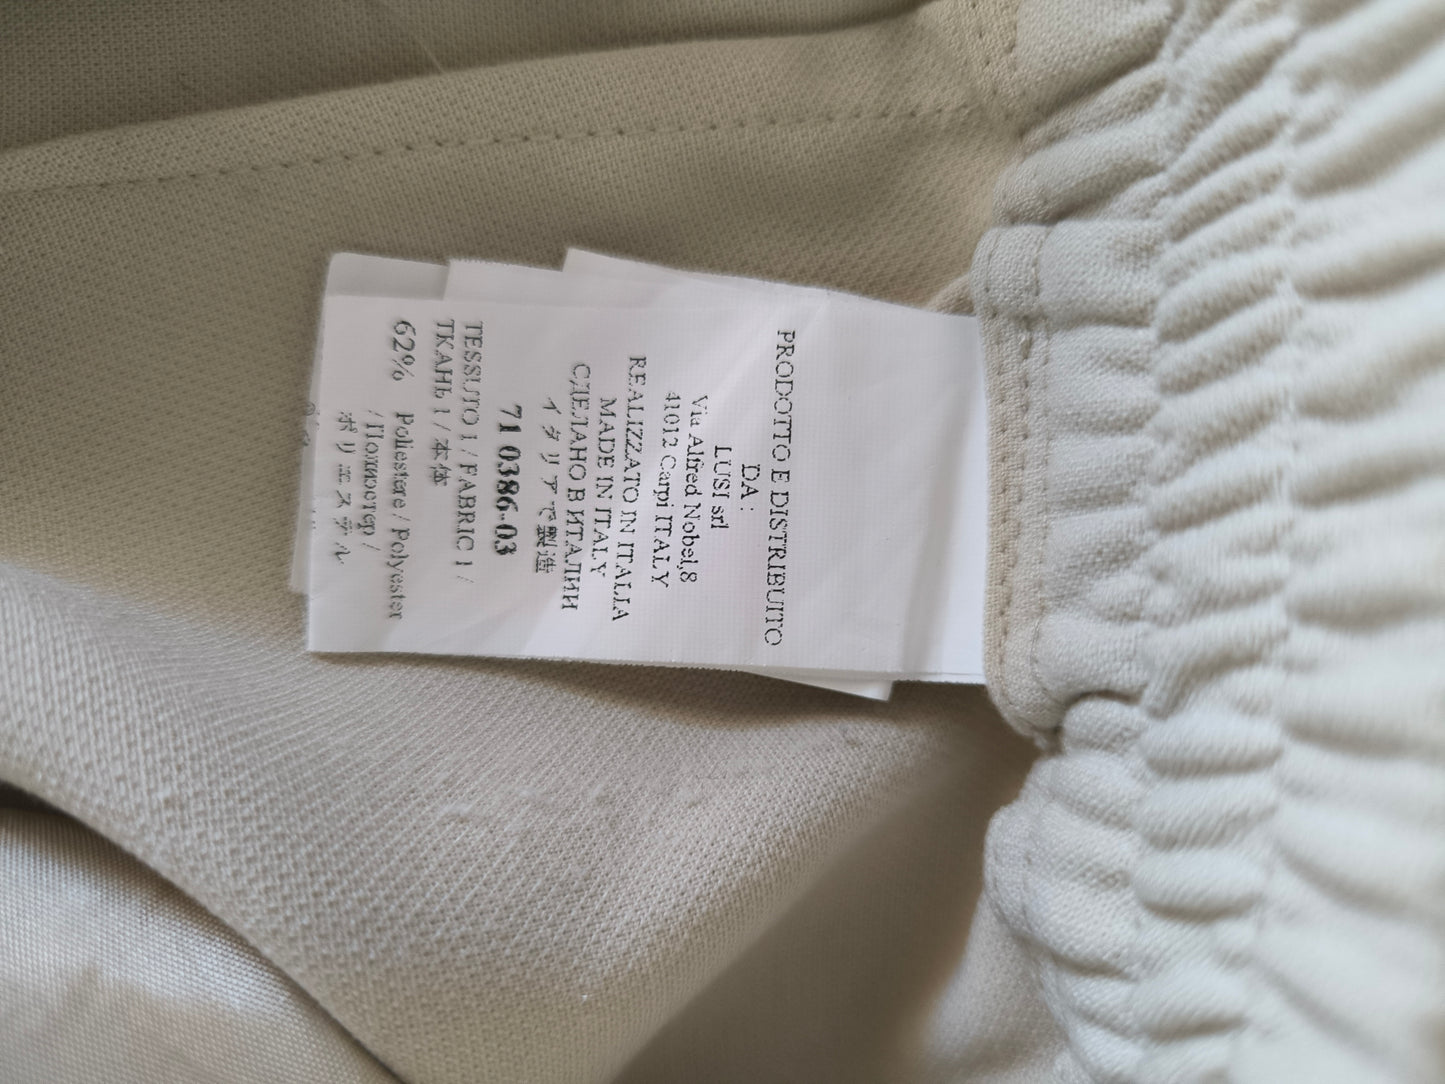 PRODOTTO E DISTRIBUITO
DA :
LUSI srl
Via Alfred Nobel,8
41012 Carpi ITALY
REALIZZATO IN ITALIA
MADE IN ITALY
СДЕЛАНО В ИТАЛИИ
イタリアで製造
71 0386-03
TESSUTO 1 / FABRIC 1 /
ТКАНЬ 1 / 本体
62% Poliestere / Polyester
/ Полиэстер /
ポリエステル